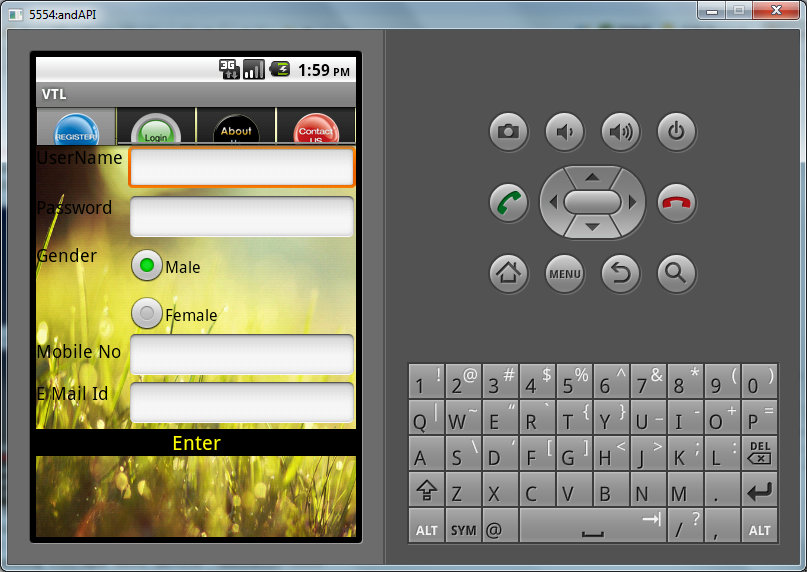 5554:andAPI
3G 1:59 PM
VTL
REGISTER! Login About Us Contact US
UserName
Password
Gender
Male
Female
Mobile No
E Mail Id
Enter
MENU
1 ! 2 @ 3 # 4 $ 5 % 6 ^ 7 & 8 * 9 ( 0 )
Q | W ~ E “ R ` T { Y } U _ I - O + P =
A S \ D ‘ F [ G ] H < J > K ; L : DEL
Z X C V B N M .
ALT SYM @ / ? , ALT